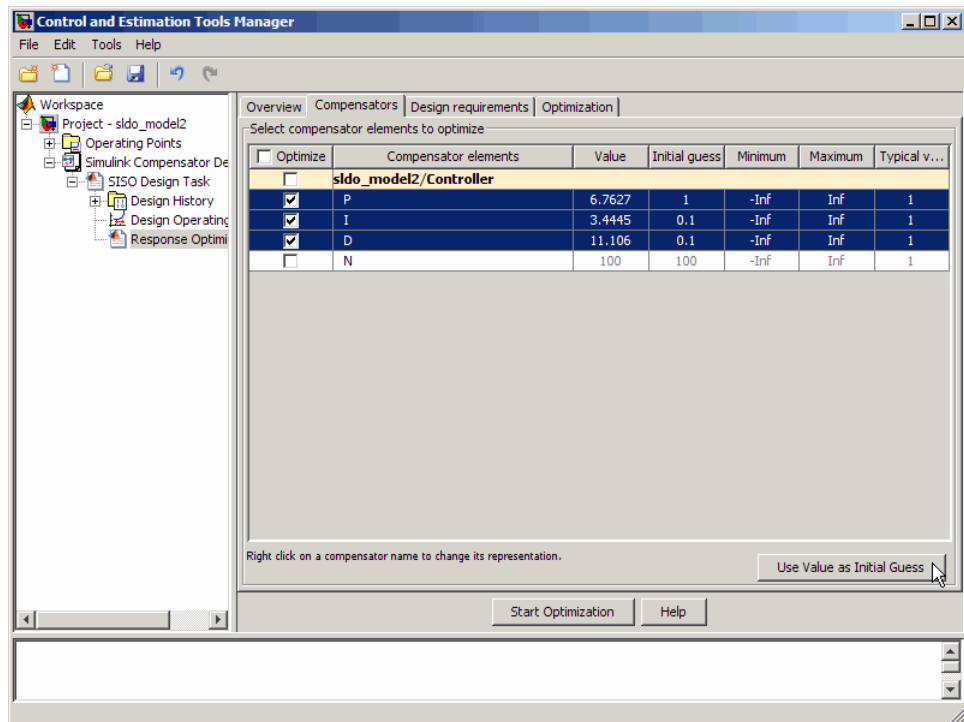 Control and Estimation Tools Manager
File Edit Tools Help
Workspace
Project - sldo_model2
Operating Points
Simulink Compensator De
SISO Design Task
Design History
Design Operating
Response Optimi
Overview Compensators Design requirements Optimization
Select compensator elements to optimize
Optimize Compensator elements Value Initial guess Minimum Maximum Typical v...
sldo_model2/Controller
P 6.7627 1 -Inf Inf 1
I 3.4445 0.1 -Inf Inf 1
D 11.106 0.1 -Inf Inf 1
N 100 100 -Inf Inf 1
Right click on a compensator name to change its representation.
Use Value as Initial Guess
Start Optimization Help